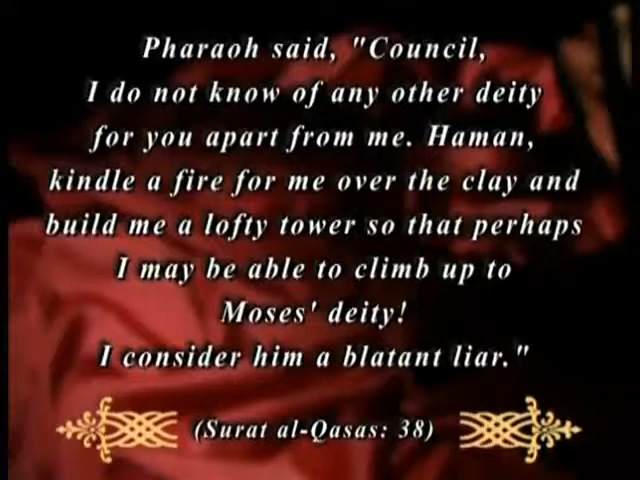 Pharaoh said, "Council,
I do not know of any other deity
for you apart from me. Haman,
kindle a fire for me over the clay and
build me a lofty tower so that perhaps
I may be able to climb up to
Moses' deity!
I consider him a blatant liar."
(Surat al-Qasas: 38)